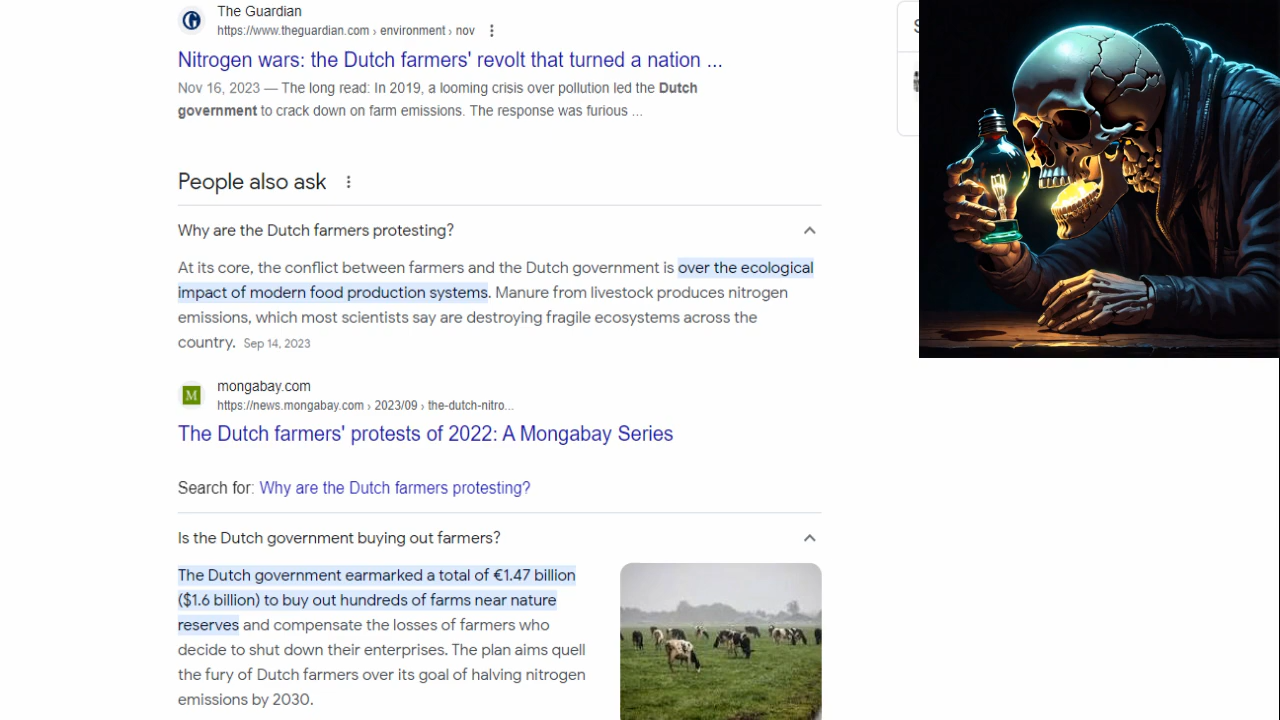 The Guardian
https://www.theguardian.com › environment › nov
Nitrogen wars: the Dutch farmers' revolt that turned a nation ...
Nov 16, 2023 — The long read: In 2019, a looming crisis over pollution led the Dutch
government to crack down on farm emissions. The response was furious ...
People also ask
Why are the Dutch farmers protesting?
At its core, the conflict between farmers and the Dutch government is over the ecological
impact of modern food production systems. Manure from livestock produces nitrogen
emissions, which most scientists say are destroying fragile ecosystems across the
country. Sep 14, 2023
M
mongabay.com
https://news.mongabay.com › 2023/09 › the-dutch-nitro...
The Dutch farmers' protests of 2022: A Mongabay Series
Search for: Why are the Dutch farmers protesting?
Is the Dutch government buying out farmers?
The Dutch government earmarked a total of €1.47 billion
($1.6 billion) to buy out hundreds of farms near nature
reserves and compensate the losses of farmers who
decide to shut down their enterprises. The plan aims quell
the fury of Dutch farmers over its goal of halving nitrogen
emissions by 2030.